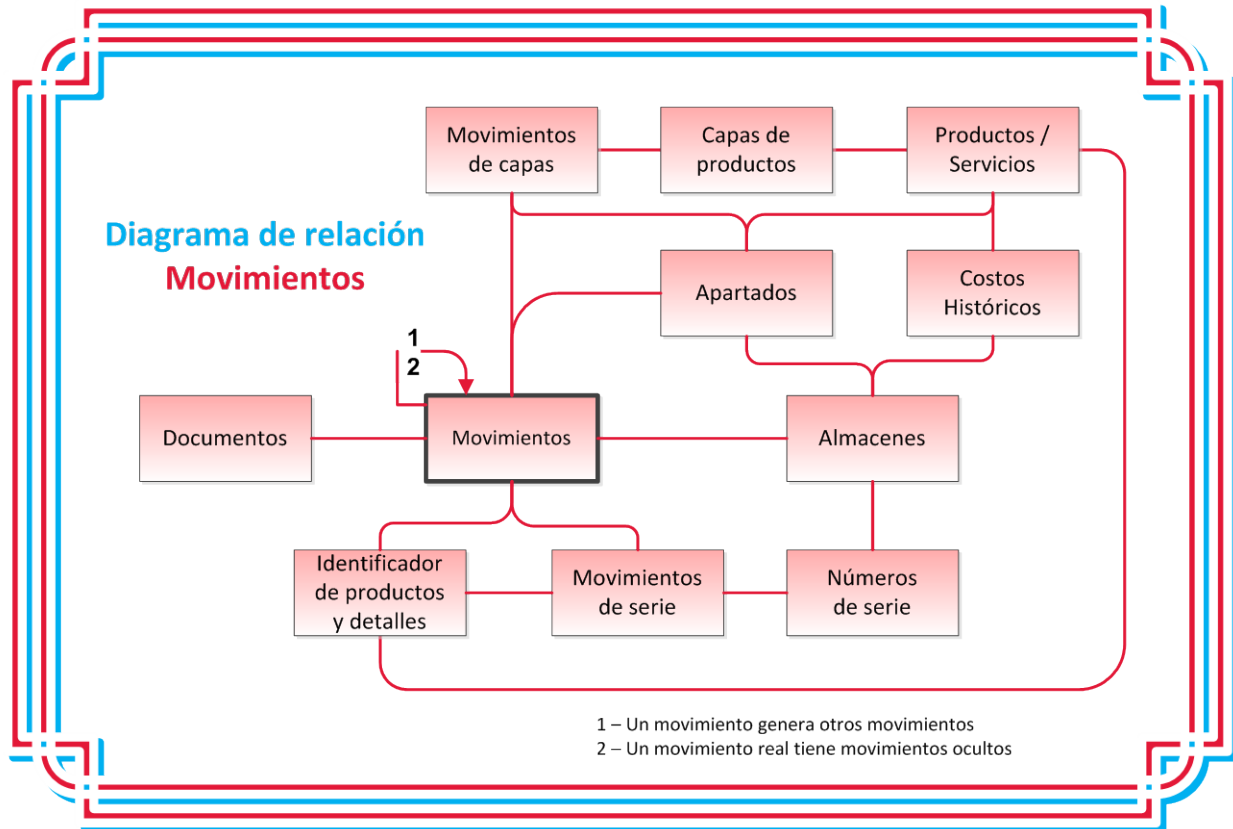 Movimientos
de capas
Capas de
productos
Productos /
Servicios
Diagrama de relación
Movimientos
Apartados
Costos
Históricos
1
2
Documentos
Movimientos
Almacenes
Identificador
de productos
y detalles
Movimientos
de serie
Números
de serie
1 – Un movimiento genera otros movimientos
2 – Un movimiento real tiene movimientos ocultos